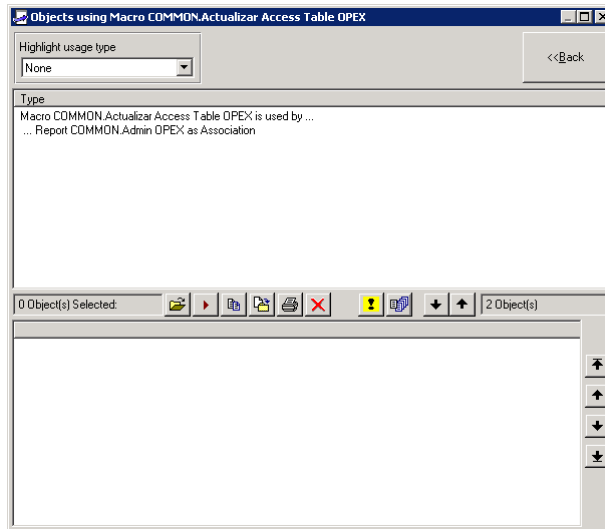 Objects using Macro COMMON.Actualizar Access Table OPEX
Highlight usage type
None
<<Back
Type
Macro COMMON.Actualizar Access Table OPEX is used by ...
... Report COMMON.Admin OPEX as Association
0 Object(s) Selected:
2 Object(s)